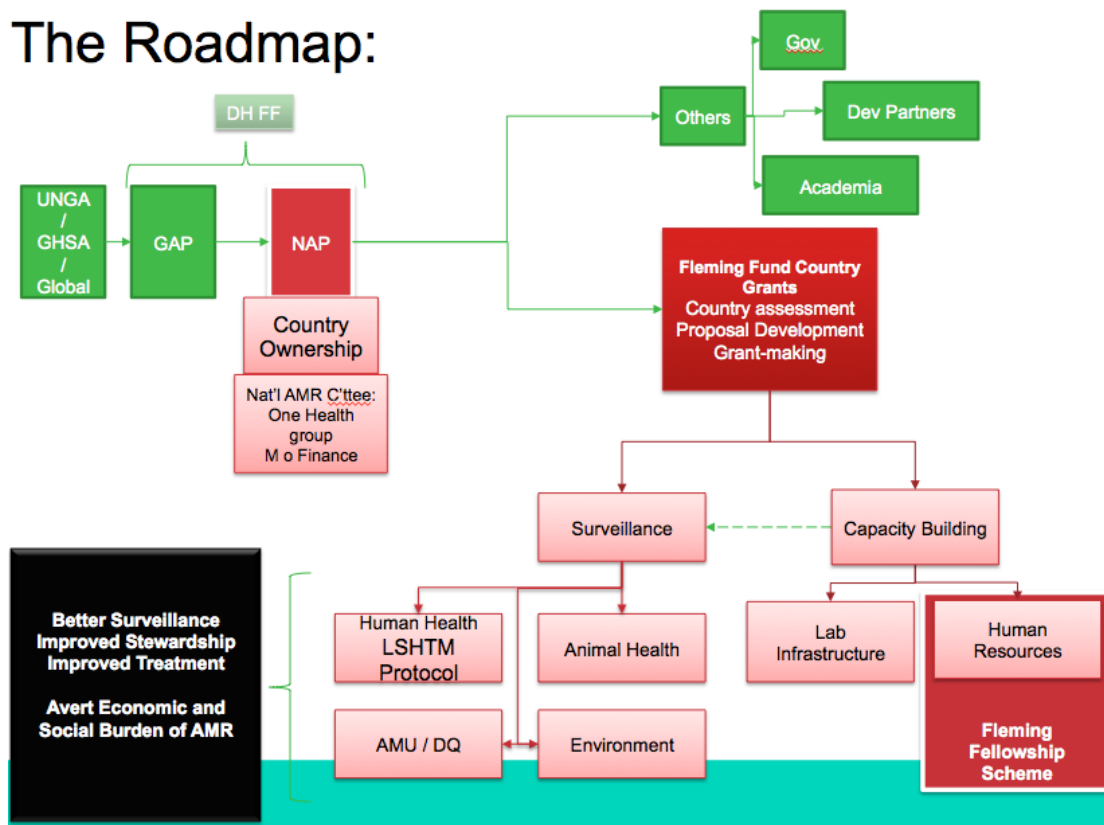 The Roadmap:
DH FF
UNGA
/
GHSA
/
Global
GAP
NAP
Country
Ownership
Nat'l AMR C'ttee:
One Health
group
M o Finance
Others
Gov
Dev Partners
Academia
Fleming Fund Country
Grants
Country assessment
Proposal Development
Grant-making
Surveillance
Capacity Building
Human Health
LSHTM
Protocol
Animal Health
AMU / DQ
Environment
Lab
Infrastructure
Human
Resources
Fleming
Fellowship
Scheme
Better Surveillance
Improved Stewardship
Improved Treatment
Avert Economic and
Social Burden of AMR